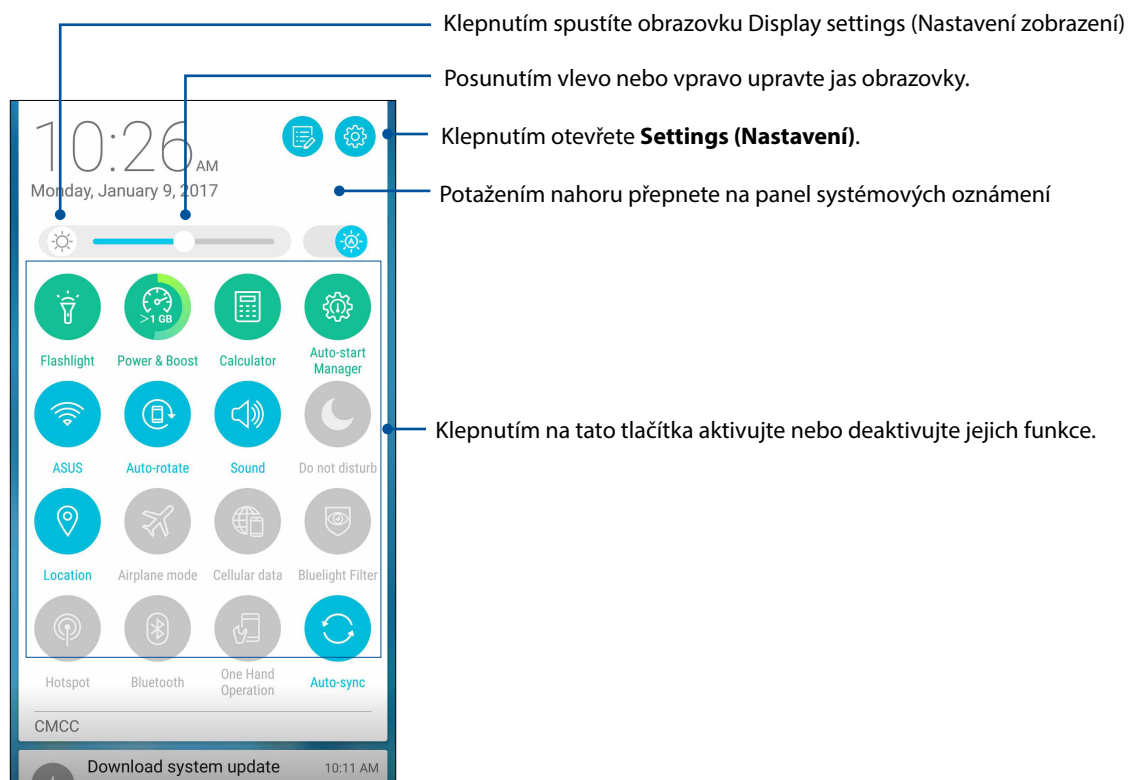 Klepnutím spustíte obrazovku Display settings (Nastavení zobrazení)
Posunutím vlevo nebo vpravo upravte jas obrazovky.
Klepnutím otevřete Settings (Nastavení).
Potažením nahoru přepnete na panel systémových oznámení
Klepnutím na tato tlačítka aktivujte nebo deaktivujte jejich funkce.
10:26 AM
Monday, January 9, 2017
A
>1 GB
Flashlight Power & Boost Calculator Auto-start
Manager
ASUS Auto-rotate Sound Do not disturb
Location Airplane mode Cellular data Bluelight Filter
Hotspot Bluetooth One Hand
Operation Auto-sync
CMCC
Download system update 10:11 AM